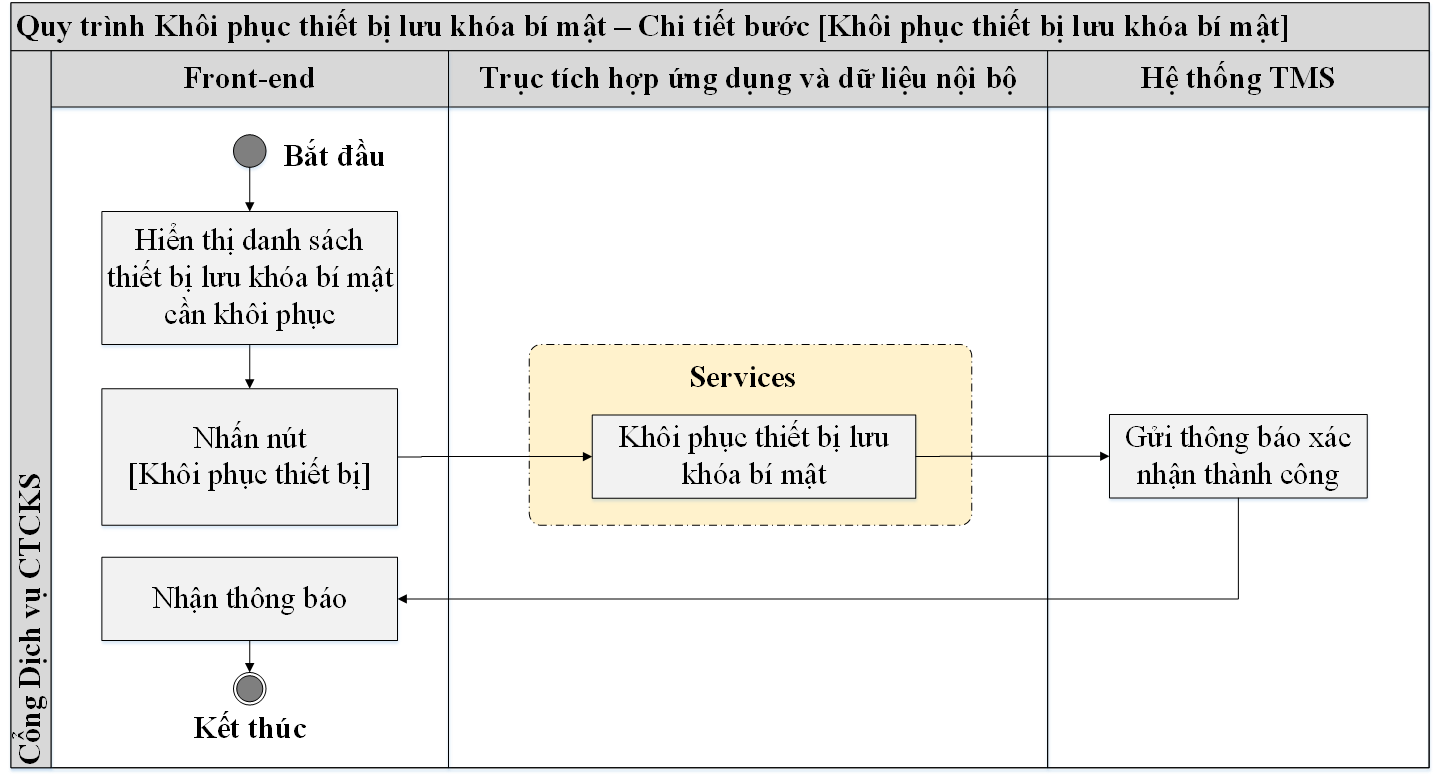 Quy trình Khôi phục thiết bị lưu khóa bí mật – Chi tiết bước [Khôi phục thiết bị lưu khóa bí mật]
Cổng Dịch vụ CTCKS
Front-end
Trục tích hợp ứng dụng và dữ liệu nội bộ
Hệ thống TMS
Bắt đầu
Hiển thị danh sách
thiết bị lưu khóa bí mật
cần khôi phục
Nhấn nút
[Khôi phục thiết bị]
Services
Khôi phục thiết bị lưu
khóa bí mật
Gửi thông báo xác
nhận thành công
Nhận thông báo
Kết thúc